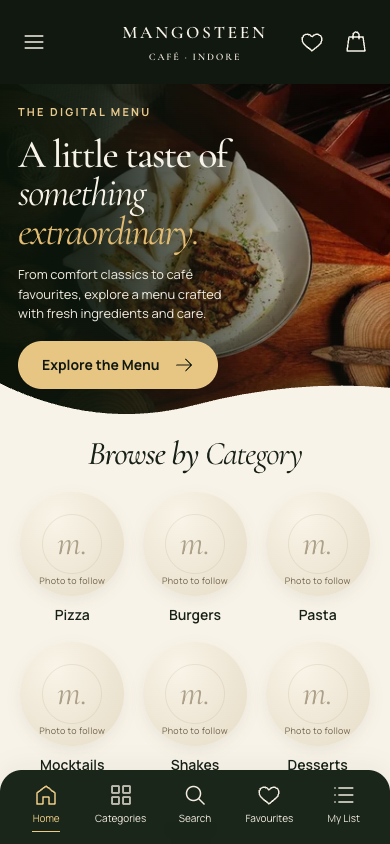 MANGOSTEEN
CAFÉ · INDORE
THE DIGITAL MENU
A little taste of
something
extraordinary.
From comfort classics to café
favourites, explore a menu crafted
with fresh ingredients and care.
Explore the Menu
Browse by Category
m. m. m.
Photo to follow Photo to follow Photo to follow
Pizza Burgers Pasta
m. m. m.
Photo to follow Photo to follow Photo to follow
Mocktails Shakes Desserts
Home Categories Search Favourites My List